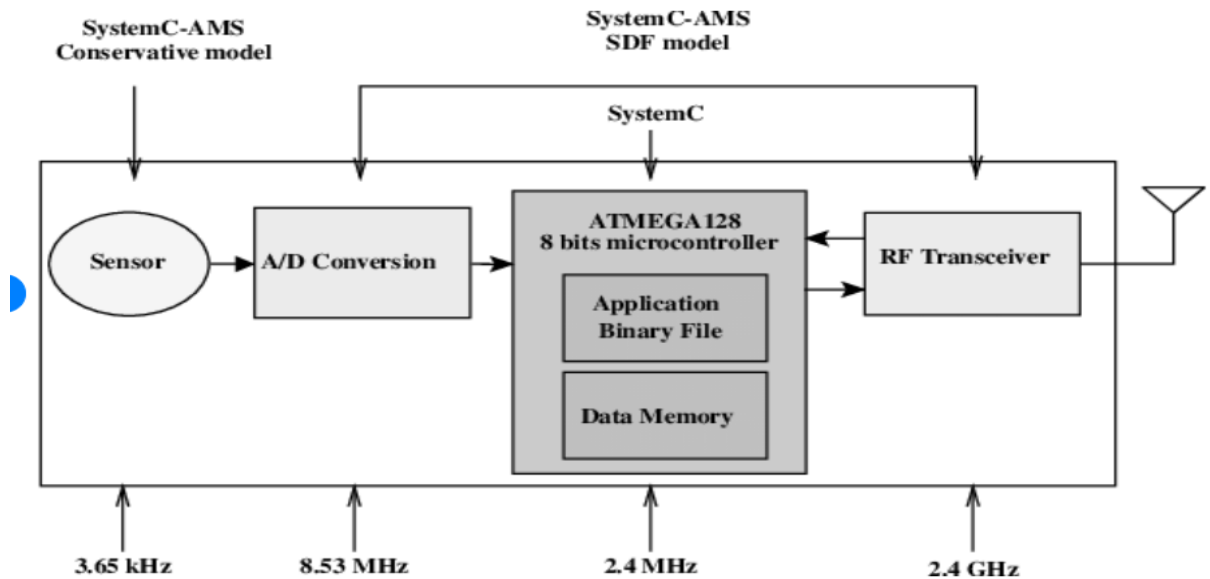 SystemC-AMS
Conservative model
SystemC-AMS
SDF model
SystemC
Sensor
A/D Conversion
ATMEGA128
8 bits microcontroller
Application
Binary File
Data Memory
RF Transceiver
3.65 kHz
8.53 MHz
2.4 MHz
2.4 GHz